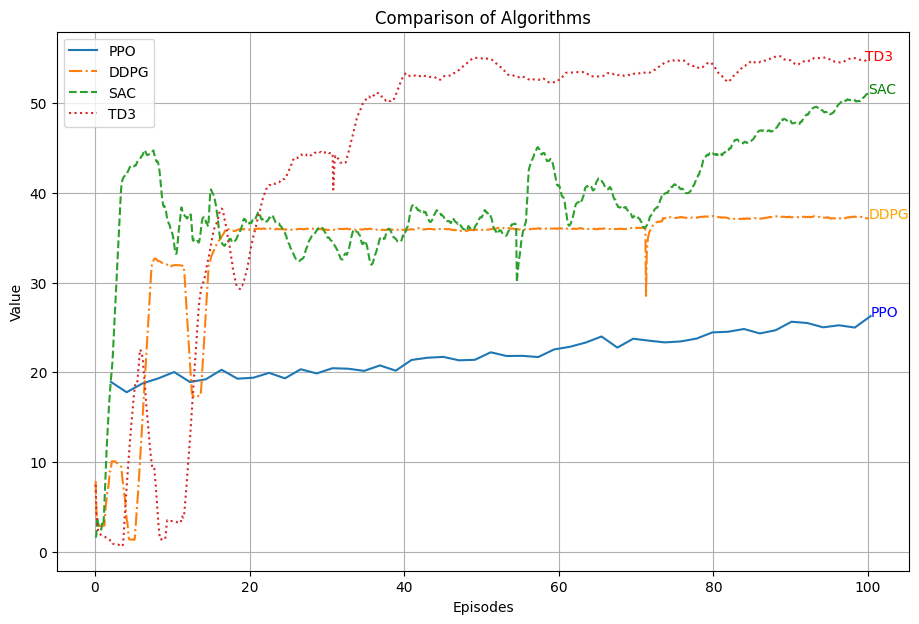 Comparison of Algorithms
PPO
DDPG
SAC
TD3
TD3
SAC
DDPG
PPO
Value
50
40
30
20
10
0
0 20 40 60 80 100
Episodes